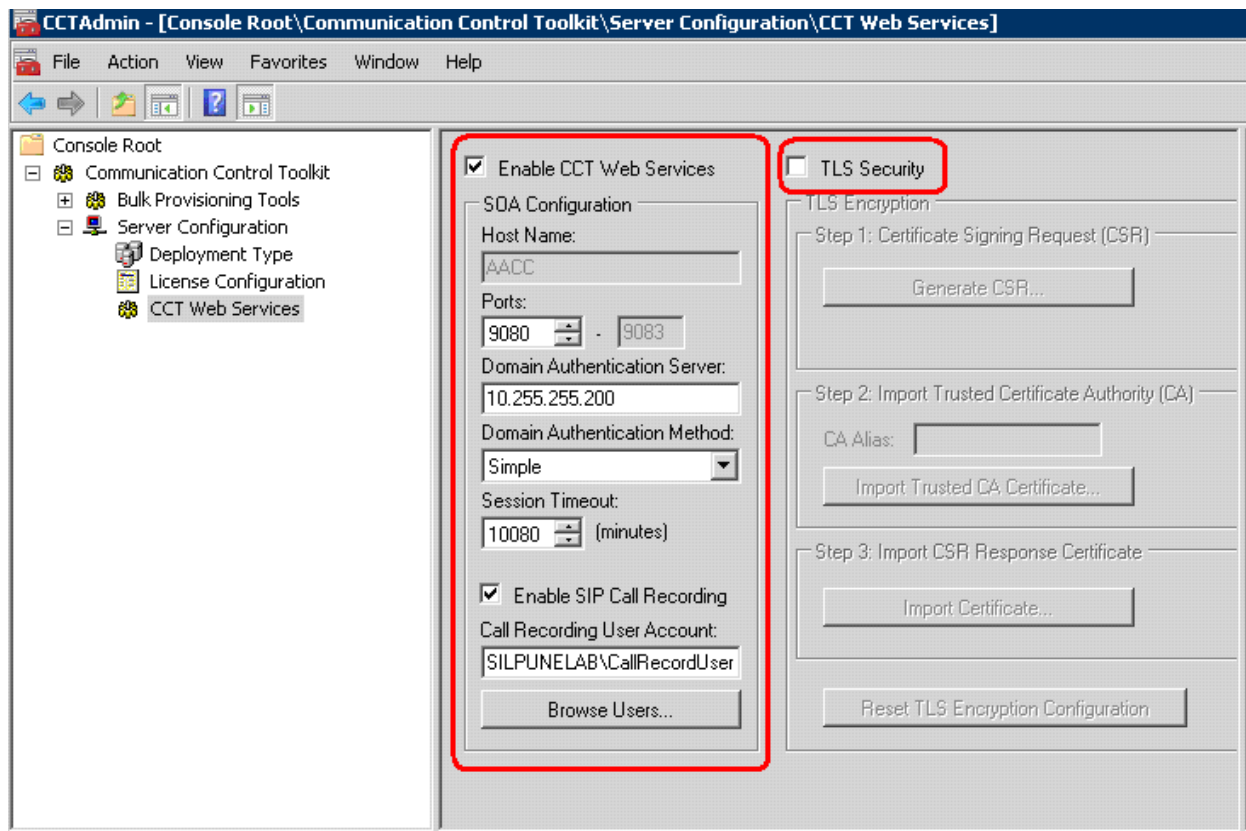 CCTAdmin - [Console Root\Communication Control Toolkit\Server Configuration\CCT Web Services]
File Action View Favorites Window Help
Console Root
Communication Control Toolkit
Bulk Provisioning Tools
Server Configuration
Deployment Type
License Configuration
CCT Web Services
Enable CCT Web Services
SOA Configuration
Host Name:
AACC
Ports:
9080 - 9083
Domain Authentication Server:
10.255.255.200
Domain Authentication Method:
Simple
Session Timeout:
10080 (minutes)
Enable SIP Call Recording
Call Recording User Account:
SILPUNELAB\CallRecordUser
Browse Users...
TLS Security
TLS Encryption
Step 1: Certificate Signing Request (CSR)
Generate CSR...
Step 2: Import Trusted Certificate Authority (CA)
CA Alias:
Import Trusted CA Certificate...
Step 3: Import CSR Response Certificate
Import Certificate...
Reset TLS Encryption Configuration